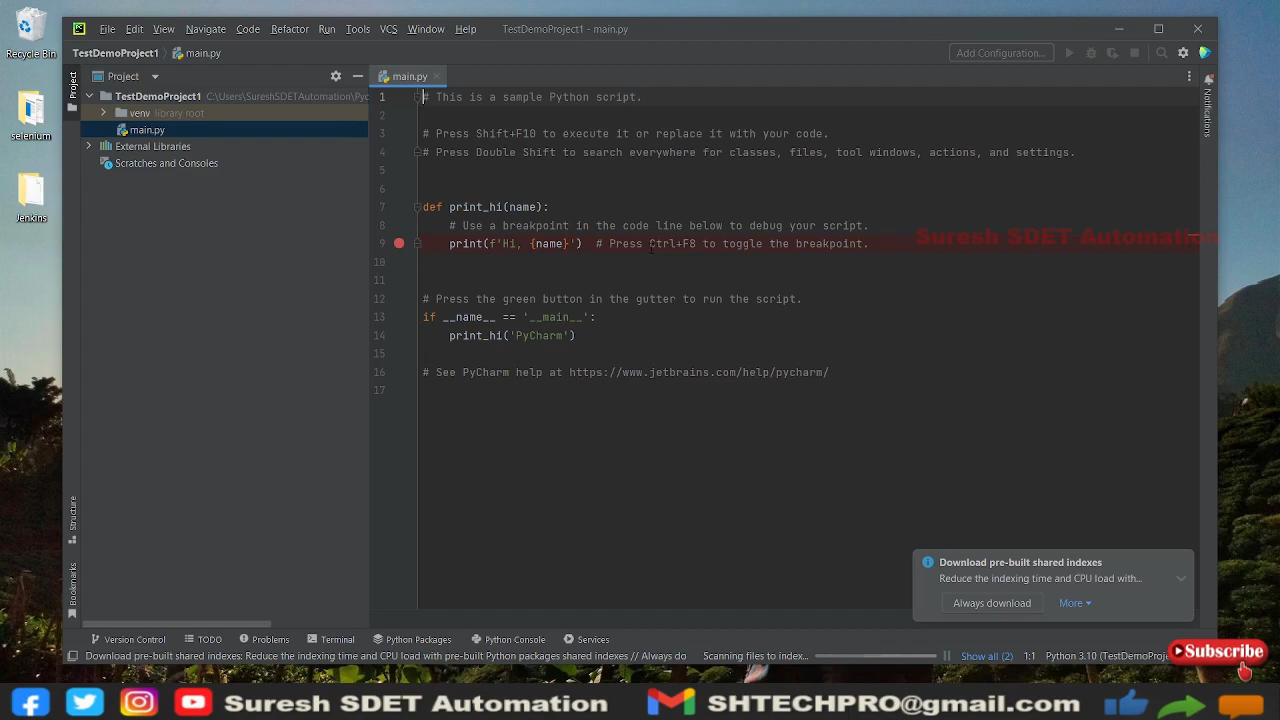 Recycle Bin
selenium
Jenkins
File Edit View Navigate Code Refactor Run Tools VCS Window Help TestDemoProject1 - main.py
TestDemoProject1 main.py Add Configuration...
Project
Project
main.py
TestDemoProject1 C:\Users\SureshSDETAutomation\Pyc
venv library root
main.py
External Libraries
Scratches and Consoles
1 # This is a sample Python script.
2
3 # Press Shift+F10 to execute it or replace it with your code.
4 # Press Double Shift to search everywhere for classes, files, tool windows, actions, and settings.
5
6
7 def print_hi(name):
8 # Use a breakpoint in the code line below to debug your script.
9 print(f'Hi, {name}') # Press Ctrl+F8 to toggle the breakpoint.
10
11
12 # Press the green button in the gutter to run the script.
13 if __name__ == '__main__':
14 print_hi('PyCharm')
15
16 # See PyCharm help at https://www.jetbrains.com/help/pycharm/
17
Suresh SDET Automation
Notifications
Structure
Bookmarks
Download pre-built shared indexes
Reduce the indexing time and CPU load with...
Always download More
Version Control TODO Problems Terminal Python Packages Python Console Services
Download pre-built shared indexes: Reduce the indexing time and CPU load with pre-built Python packages shared indexes // Always do Scanning files to index... Show all (2) 1:1 Python 3.10 (TestDemoProje
Subscribe
Suresh SDET Automation SHTECHPRO@gmail.com